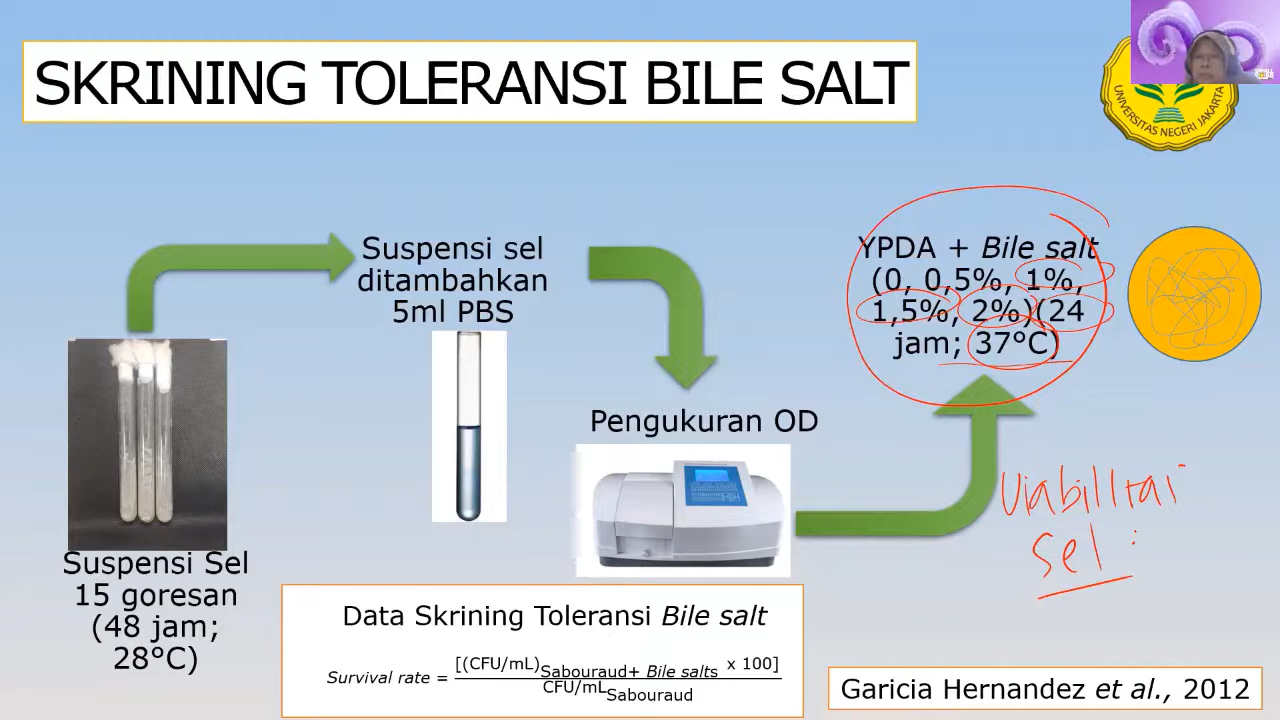 SKRINING TOLERANSI BILE SALT
UNIVERSITAS NEGERI JAKARTA
Suspensi sel
ditambahkan
5ml PBS
YPDA + Bile salt
(0, 0,5%, 1%,
1,5%, 2%)(24
jam; 37°C)
Pengukuran OD
Viabilitas
sel :
Suspensi Sel
15 goresan
(48 jam;
28°C)
Data Skrining Toleransi Bile salt
Survival rate = [(CFU/mL)Sabouraud+ Bile salts x 100]
CFU/mLSabouraud
Garicia Hernandez et al., 2012